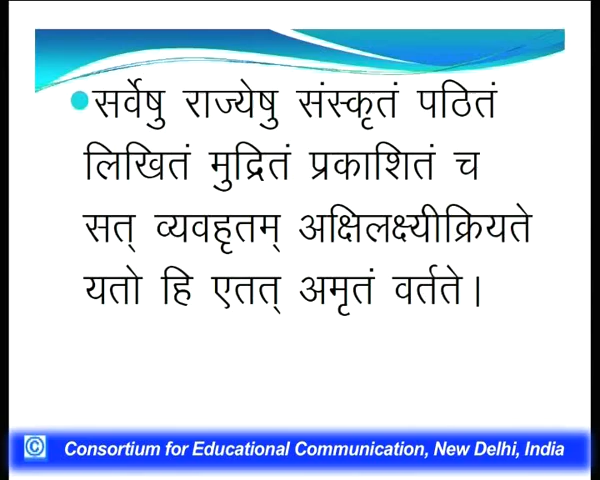 सर्वेषु राज्येषु संस्कृतं पठितं
लिखितं मुद्रितं प्रकाशितं च
सत् व्यवहृतम् अक्षिलक्ष्यीक्रियते
यतो हि एतत् अमृतं वर्तते।
© Consortium for Educational Communication, New Delhi, India